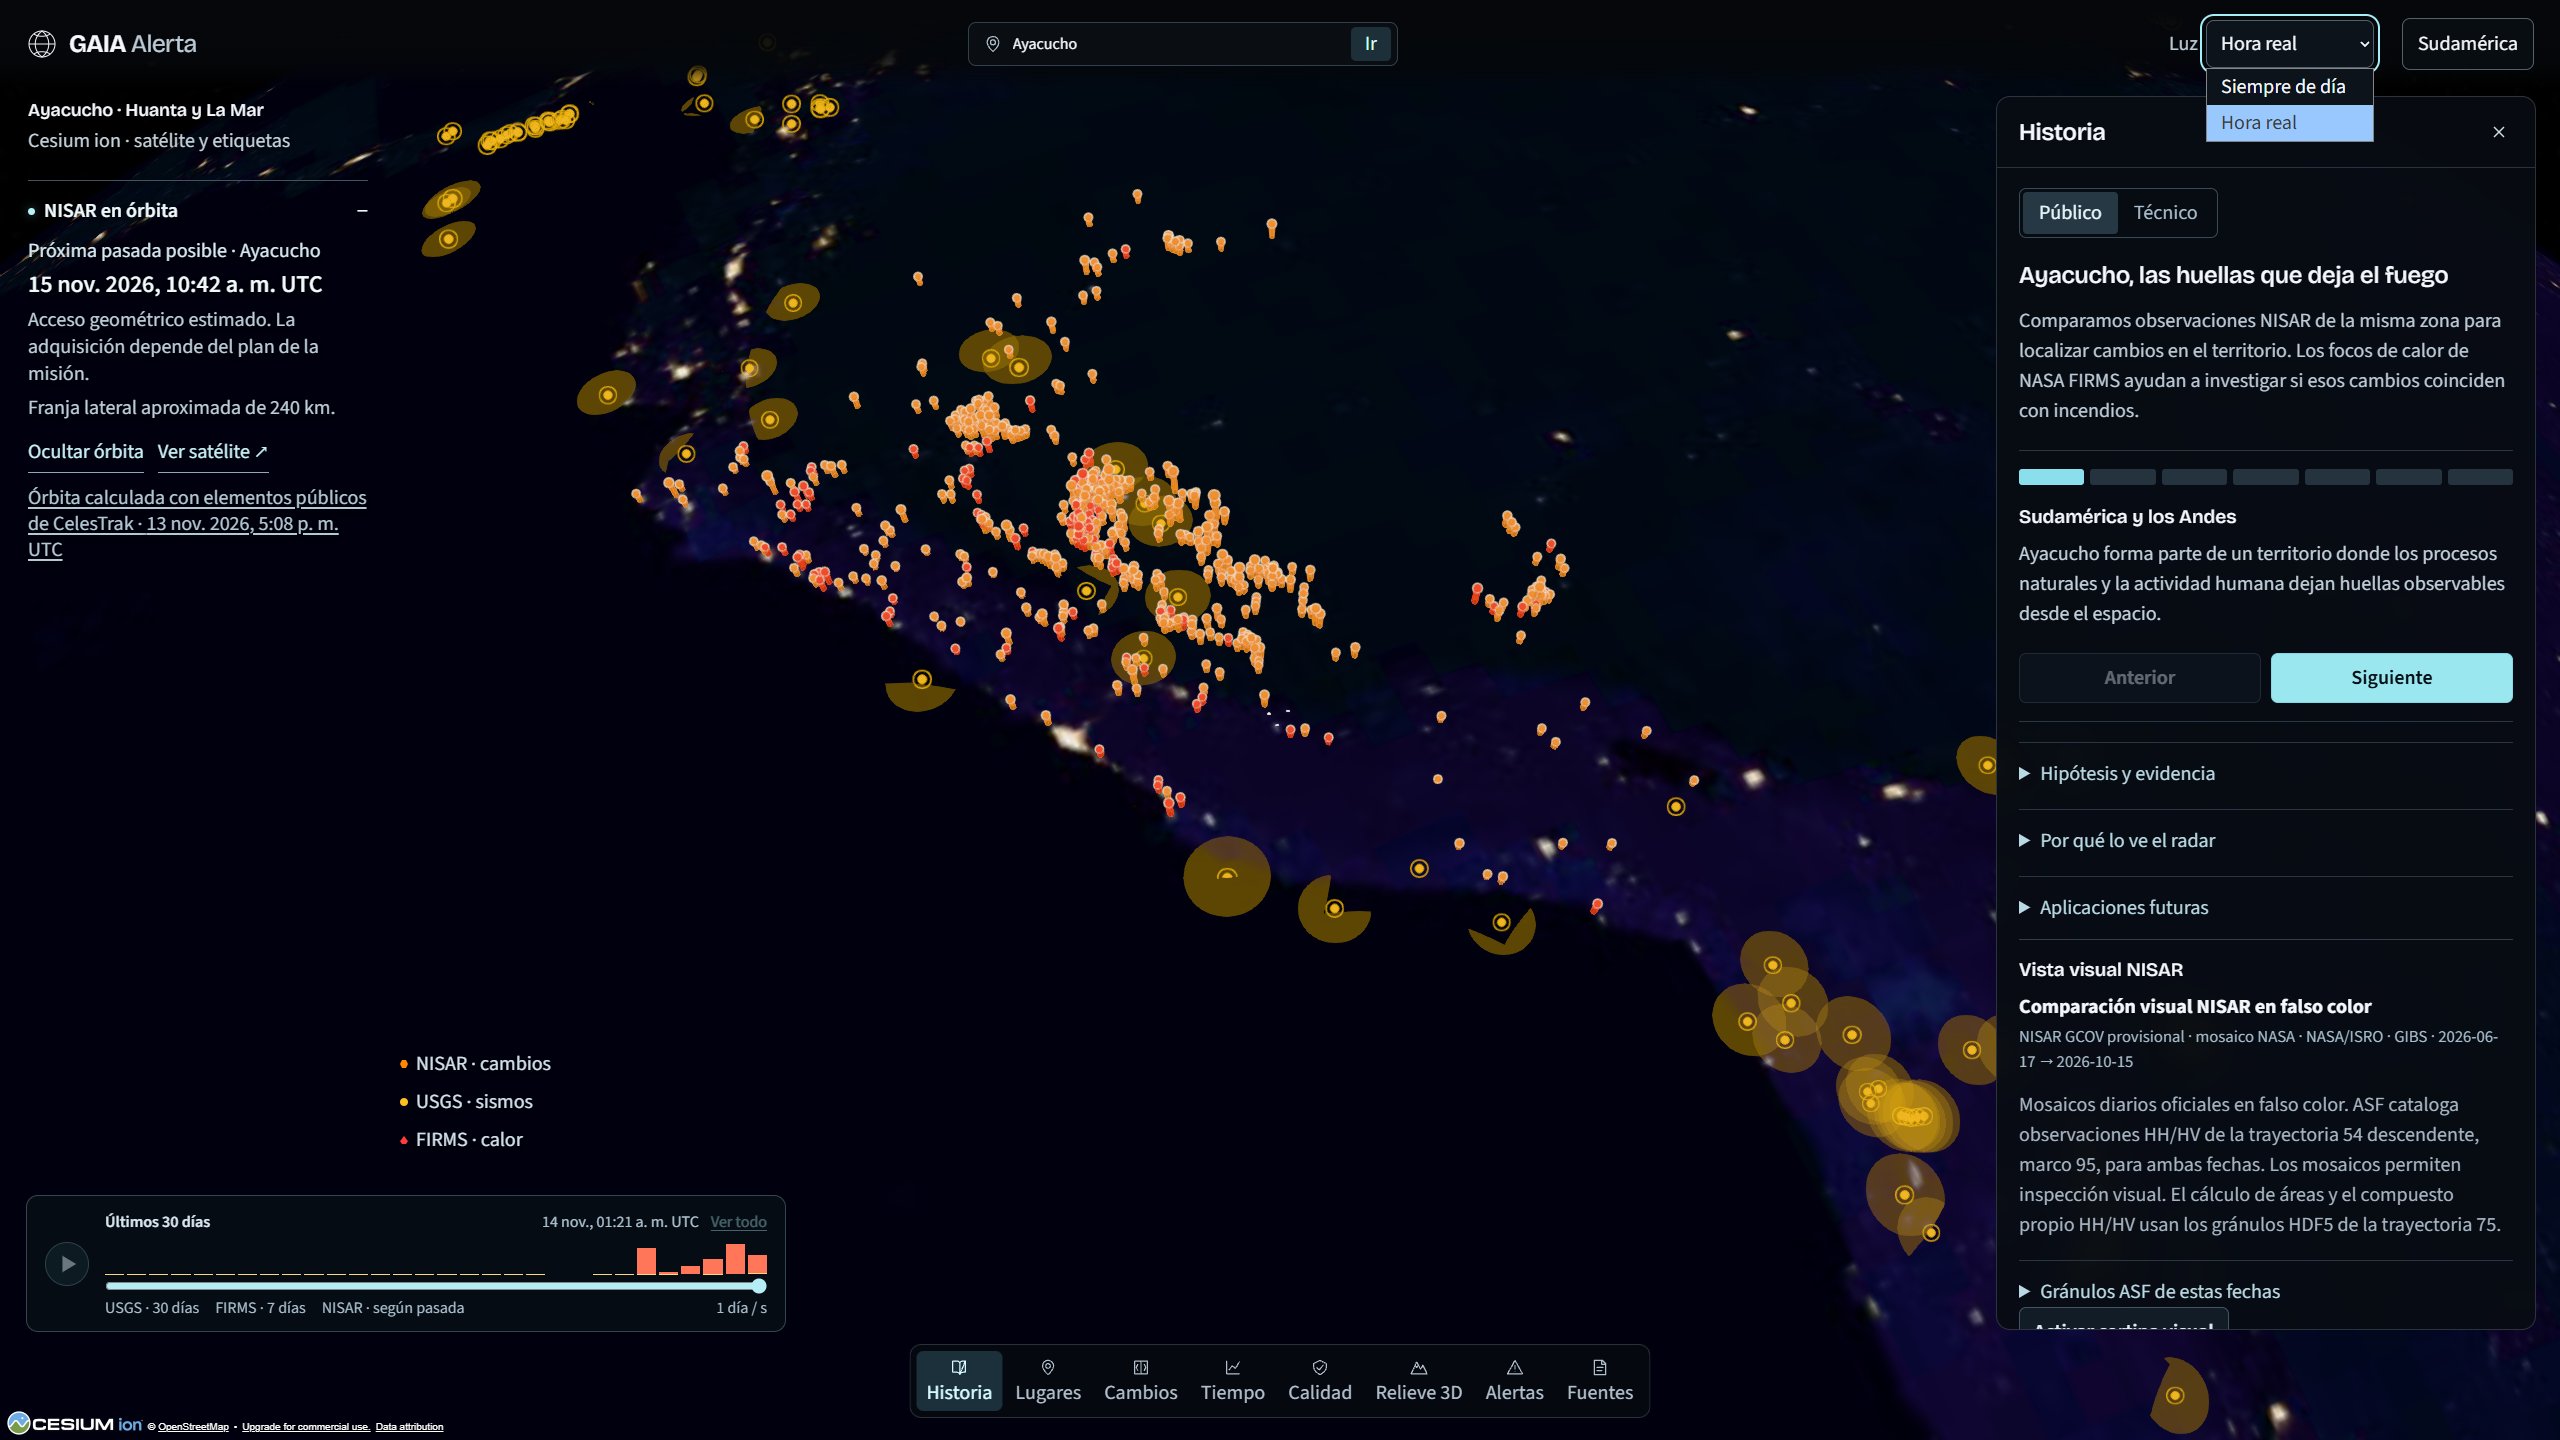 GAIA Alerta
Ayacucho
Ir
Luz
Hora real
Sudamérica
Siempre de día
Hora real
Ayacucho · Huanta y La Mar
Cesium ion · satélite y etiquetas
NISAR en órbita
Próxima pasada posible · Ayacucho
15 nov. 2026, 10:42 a. m. UTC
Acceso geométrico estimado. La
adquisición depende del plan de la
misión.
Franja lateral aproximada de 240 km.
Ocultar órbita Ver satélite ↗
Órbita calculada con elementos públicos
de CelesTrak · 13 nov. 2026, 5:08 p. m.
UTC
NISAR · cambios
USGS · sismos
FIRMS · calor
Últimos 30 días
14 nov., 01:21 a. m. UTC Ver todo
USGS · 30 días FIRMS · 7 días NISAR · según pasada
1 día / s
Historia
Público Técnico
Ayacucho, las huellas que deja el fuego
Comparamos observaciones NISAR de la misma zona para
localizar cambios en el territorio. Los focos de calor de
NASA FIRMS ayudan a investigar si esos cambios coinciden
con incendios.
Sudamérica y los Andes
Ayacucho forma parte de un territorio donde los procesos
naturales y la actividad humana dejan huellas observables
desde el espacio.
Anterior Siguiente
Hipótesis y evidencia
Por qué lo ve el radar
Aplicaciones futuras
Vista visual NISAR
Comparación visual NISAR en falso color
NISAR GCOV provisional · mosaico NASA · NASA/ISRO · GIBS · 2026-06-
17 → 2026-10-15
Mosaicos diarios oficiales en falso color. ASF cataloga
observaciones HH/HV de la trayectoria 54 descendente,
marco 95, para ambas fechas. Los mosaicos permiten
inspección visual. El cálculo de áreas y el compuesto
propio HH/HV usan los gránulos HDF5 de la trayectoria 75.
Gránulos ASF de estas fechas
Activar cortina visual
Historia Lugares Cambios Tiempo Calidad Relieve 3D Alertas Fuentes
CESIUM ion © OpenStreetMap • Upgrade for commercial use. Data attribution